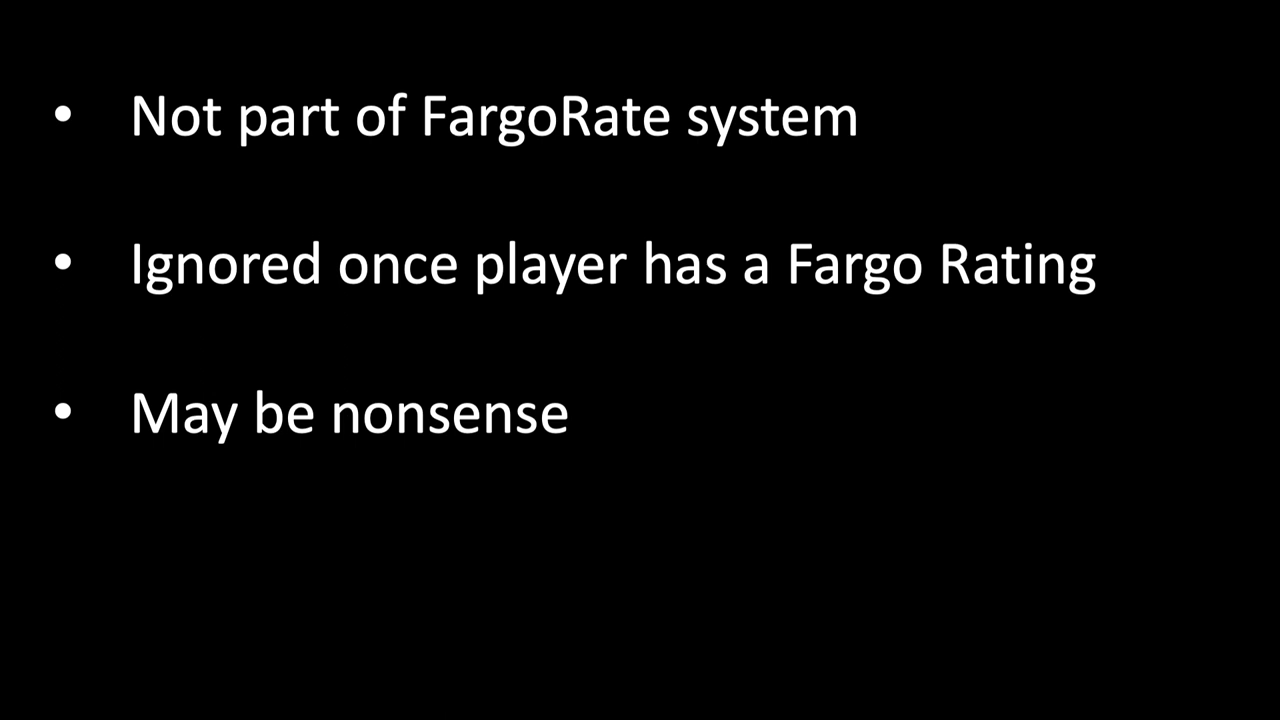 • Not part of FargoRate system
• Ignored once player has a Fargo Rating
• May be nonsense